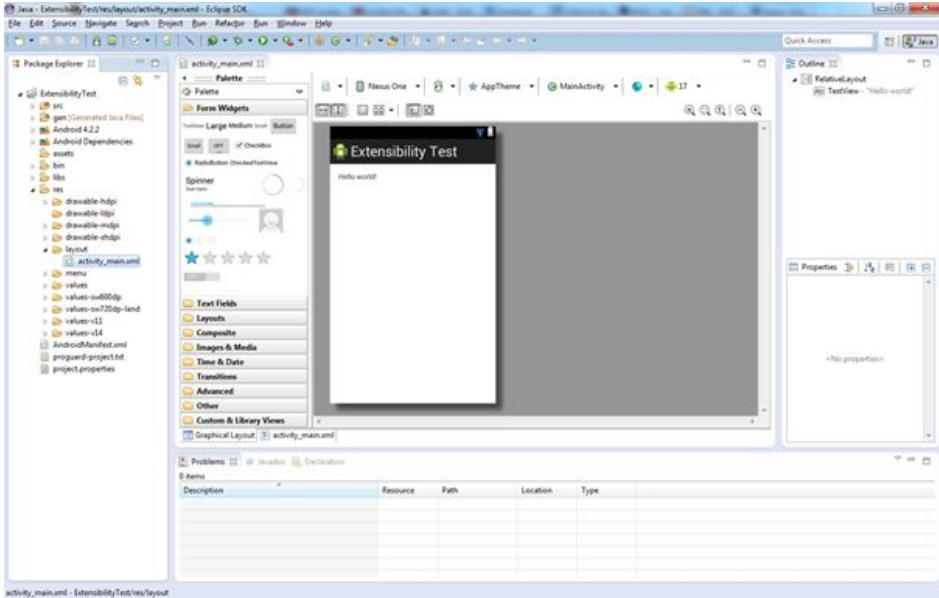 Java - ExtensibilityTest/res/layout/activity_main.xml - Eclipse SDK
File Edit Source Navigate Search Project Run Refactor Run Window Help
Quick Access
Java
Package Explorer
ExtensibilityTest
src
gen [Generated Java Files]
Android 4.2.2
Android Dependencies
assets
bin
libs
res
drawable-hdpi
drawable-ldpi
drawable-mdpi
drawable-xhdpi
layout
activity_main.xml
menu
values
values-sw600dp
values-sw720dp-land
values-v11
values-v14
AndroidManifest.xml
proguard-project.txt
project.properties
activity_main.xml
Palette
Palette
Form Widgets
TextView Large Medium Small Button
Small OFF CheckBox
RadioButton CheckedTextView
Spinner
Sub Item
Text Fields
Layouts
Composite
Images & Media
Time & Date
Transitions
Advanced
Other
Custom & Library Views
Graphical Layout activity_main.xml
Nexus One AppTheme MainActivity 17
Extensibility Test
Hello world!
Outline
RelativeLayout
TextView - "Hello world!"
Properties
<No properties>
Problems Javadoc Declaration
0 items
Description Resource Path Location Type
activity_main.xml - ExtensibilityTest/res/layout